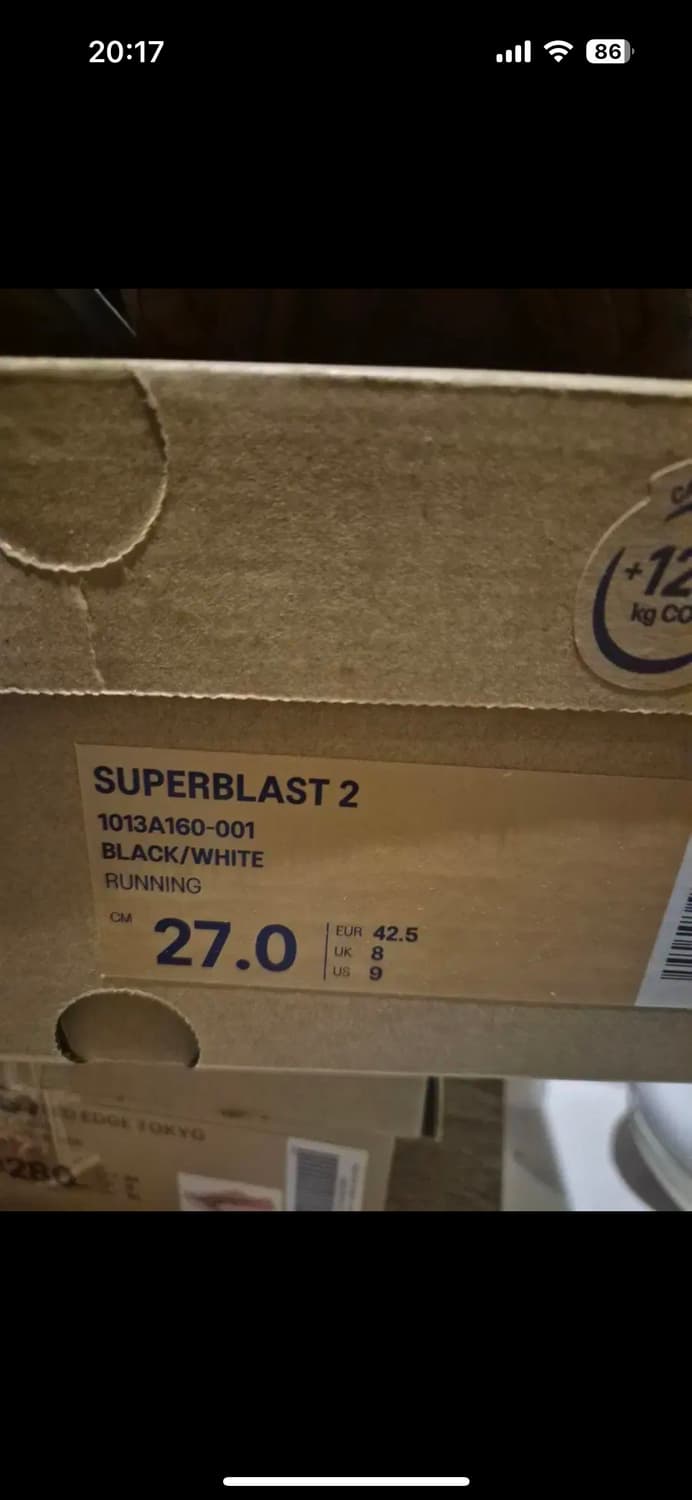 20:17
86
+12
kg CO
SUPERBLAST 2
1013A160-001
BLACK/WHITE
RUNNING
CM 27.0
EUR 42.5
UK 8
US 9
EDGE TOKYO
280